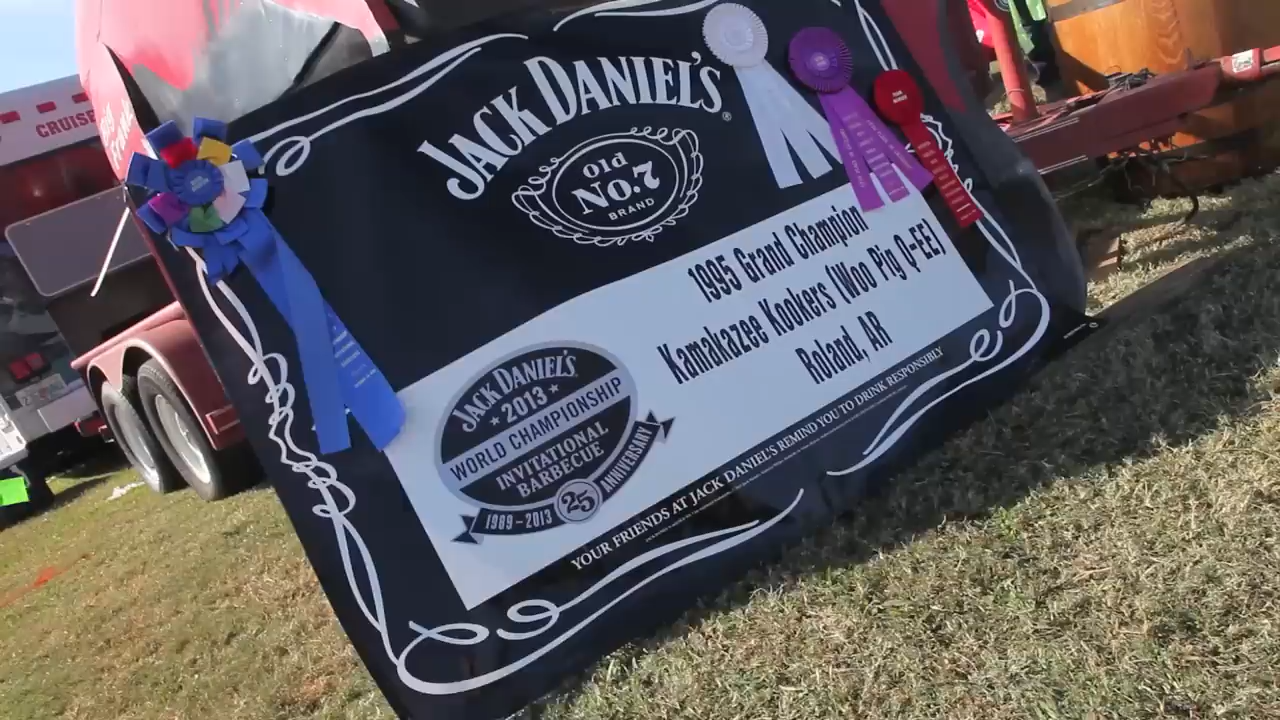 CRUISE
JACK DANIEL'S®
Old
No.7
BRAND
1995 Grand Champion
Kamakazee Kookers (Woo Pig Q-EE)
Roland, AR
JACK DANIEL'S
2013
WORLD CHAMPIONSHIP
INVITATIONAL
BARBECUE
25 ANNIVERSARY
1989-2013
YOUR FRIENDS AT JACK DANIEL'S REMIND YOU TO DRINK RESPONSIBLY